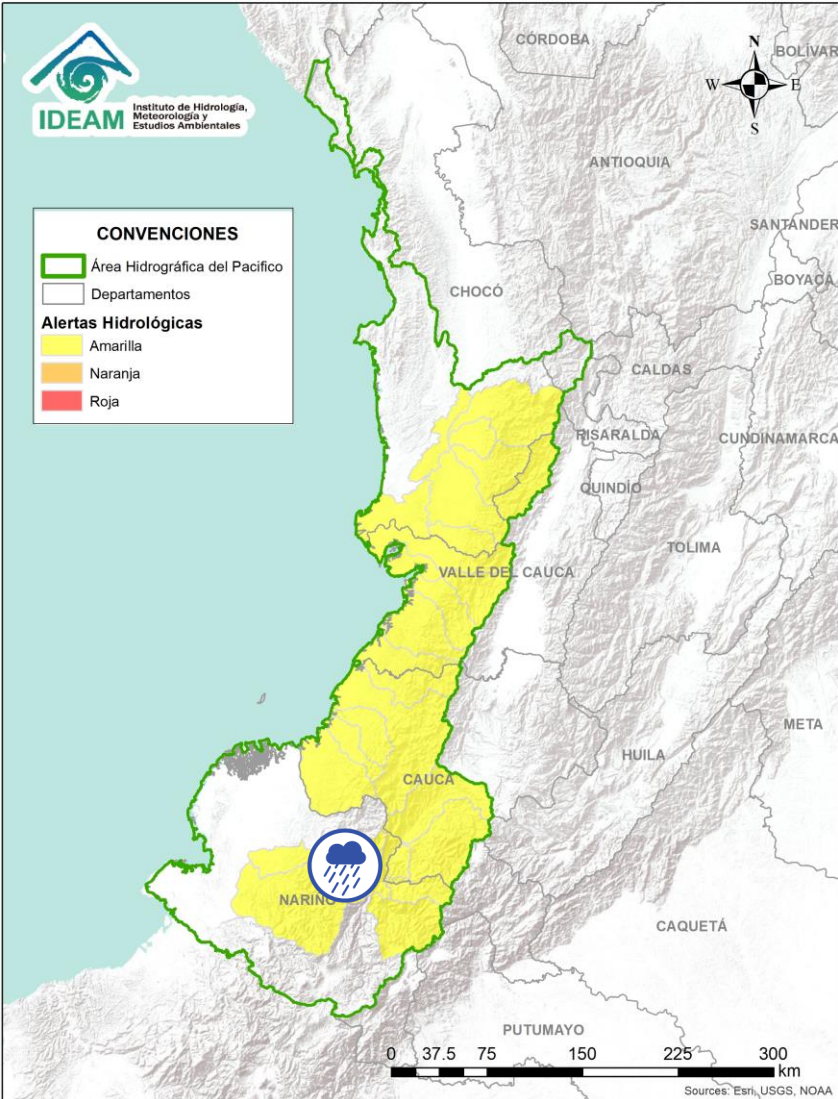 IDEAM
Instituto de Hidrología,
Meteorología y
Estudios Ambientales
CÓRDOBA
BOLÍVAR
N
W
E
S
ANTIOQUIA
SANTANDER
CONVENCIONES
Área Hidrográfica del Pacifico
Departamentos
Alertas Hidrológicas
Amarilla
Naranja
Roja
BOYACÁ
CHOCÓ
CALDAS
RISARALDA
CUNDINAMARCA
QUINDÍO
TOLIMA
VALLE DEL CAUCA
META
HUILA
CAUCA
NARIÑO
CAQUETÁ
PUTUMAYO
0 37.5 75 150 225 300
km
Sources: Esri, USGS, NOAA